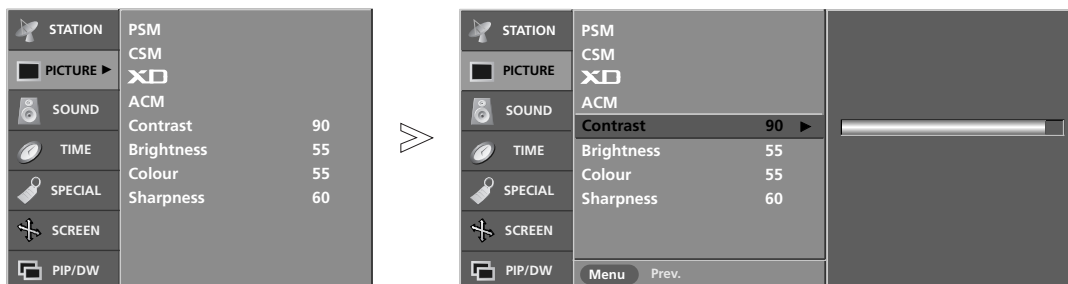 STATION
PICTURE ►
SOUND
TIME
SPECIAL
SCREEN
PIP/DW
PSM
CSM
XD
ACM
Contrast 90
Brightness 55
Colour 55
Sharpness 60
STATION
PICTURE
SOUND
TIME
SPECIAL
SCREEN
PIP/DW
PSM
CSM
XD
ACM
Contrast 90 ►
Brightness 55
Colour 55
Sharpness 60
Menu Prev.